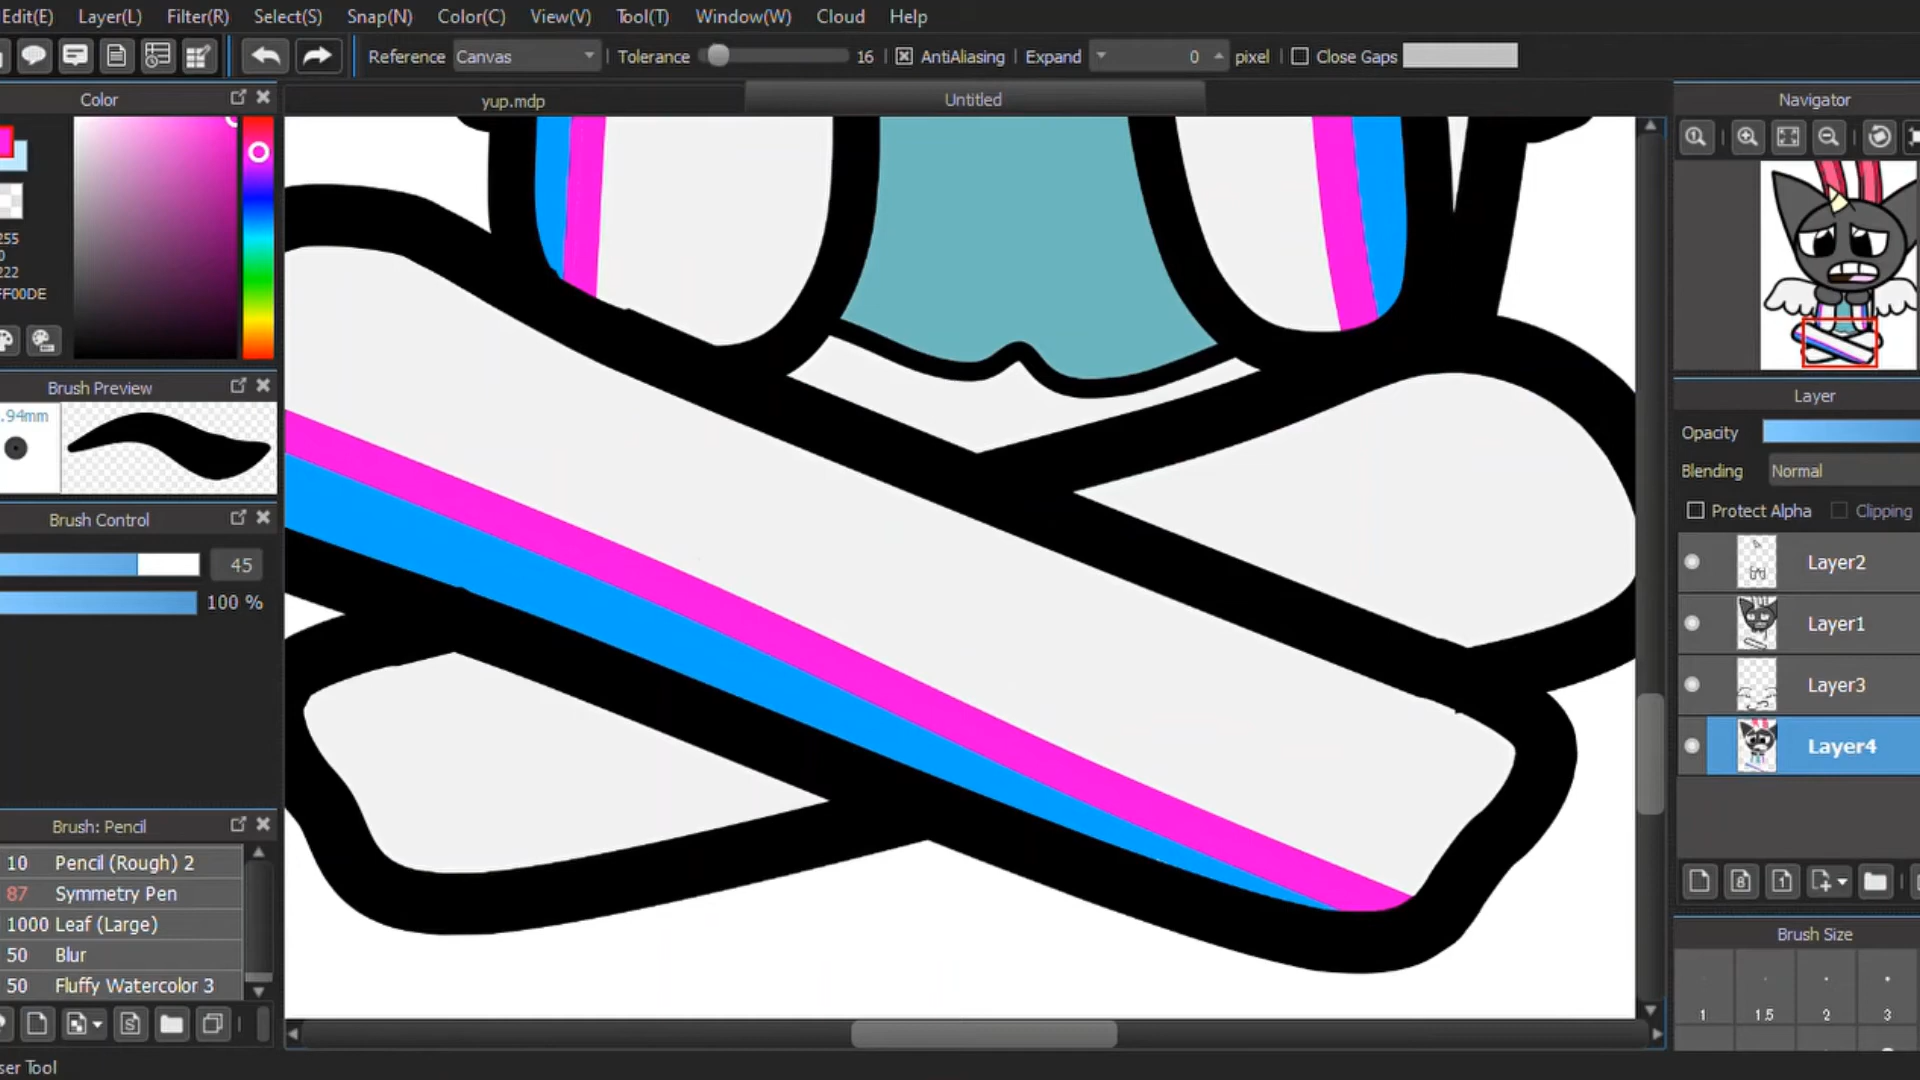 Edit(E) Layer(L) Filter(R) Select(S) Snap(N) Color(C) View(V) Tool(T) Window(W) Cloud Help
Reference Canvas Tolerance 16 AntiAliasing Expand 0 pixel Close Gaps
Color
255
0
222
FF00DE
Brush Preview
.94mm
Brush Control
45
100 %
Brush: Pencil
10 Pencil (Rough) 2
87 Symmetry Pen
1000 Leaf (Large)
50 Blur
50 Fluffy Watercolor 3
ser Tool
yup.mdp Untitled
Navigator
Layer
Opacity
Blending Normal
Protect Alpha Clipping
Layer2
Layer1
Layer3
Layer4
8 1
Brush Size
1 1.5 2 3